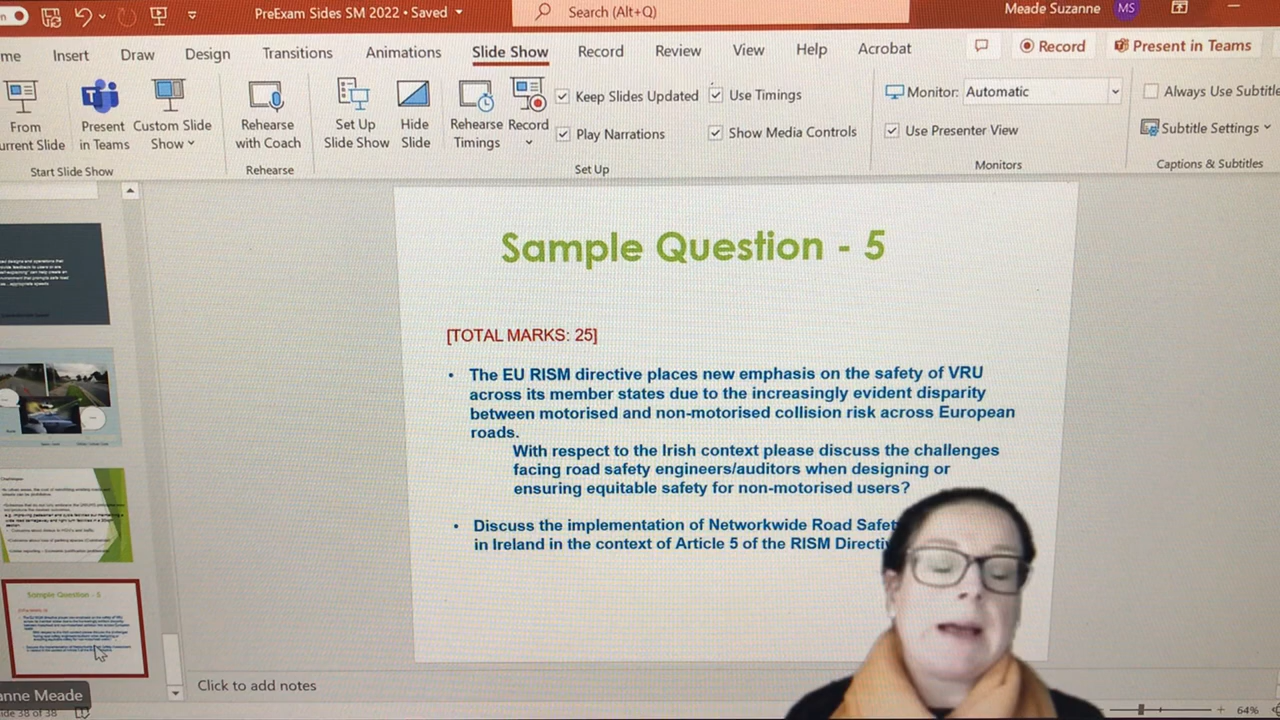 PreExam Sides SM 2022 • Saved
Search (Alt+Q)
Meade Suzanne
MS
me Insert Draw Design Transitions Animations Slide Show Record Review View Help Acrobat
Record
Present in Teams
From
urrent Slide
Present
in Teams
Custom Slide
Show
Start Slide Show
Rehearse
with Coach
Rehearse
Set Up
Slide Show
Hide
Slide
Rehearse
Timings
Record
Keep Slides Updated
Use Timings
Play Narrations
Show Media Controls
Set Up
Monitor: Automatic
Use Presenter View
Monitors
Always Use Subtitle
Subtitle Settings
Captions & Subtitles
Sample Question - 5
[TOTAL MARKS: 25]
• The EU RISM directive places new emphasis on the safety of VRU
across its member states due to the increasingly evident disparity
between motorised and non-motorised collision risk across European
roads.
With respect to the Irish context please discuss the challenges
facing road safety engineers/auditors when designing or
ensuring equitable safety for non-motorised users?
• Discuss the implementation of Networkwide Road Safet
in Ireland in the context of Article 5 of the RISM Directiv
Sample Question - 5
Click to add notes
anne Meade
ide 38 of 38
64%